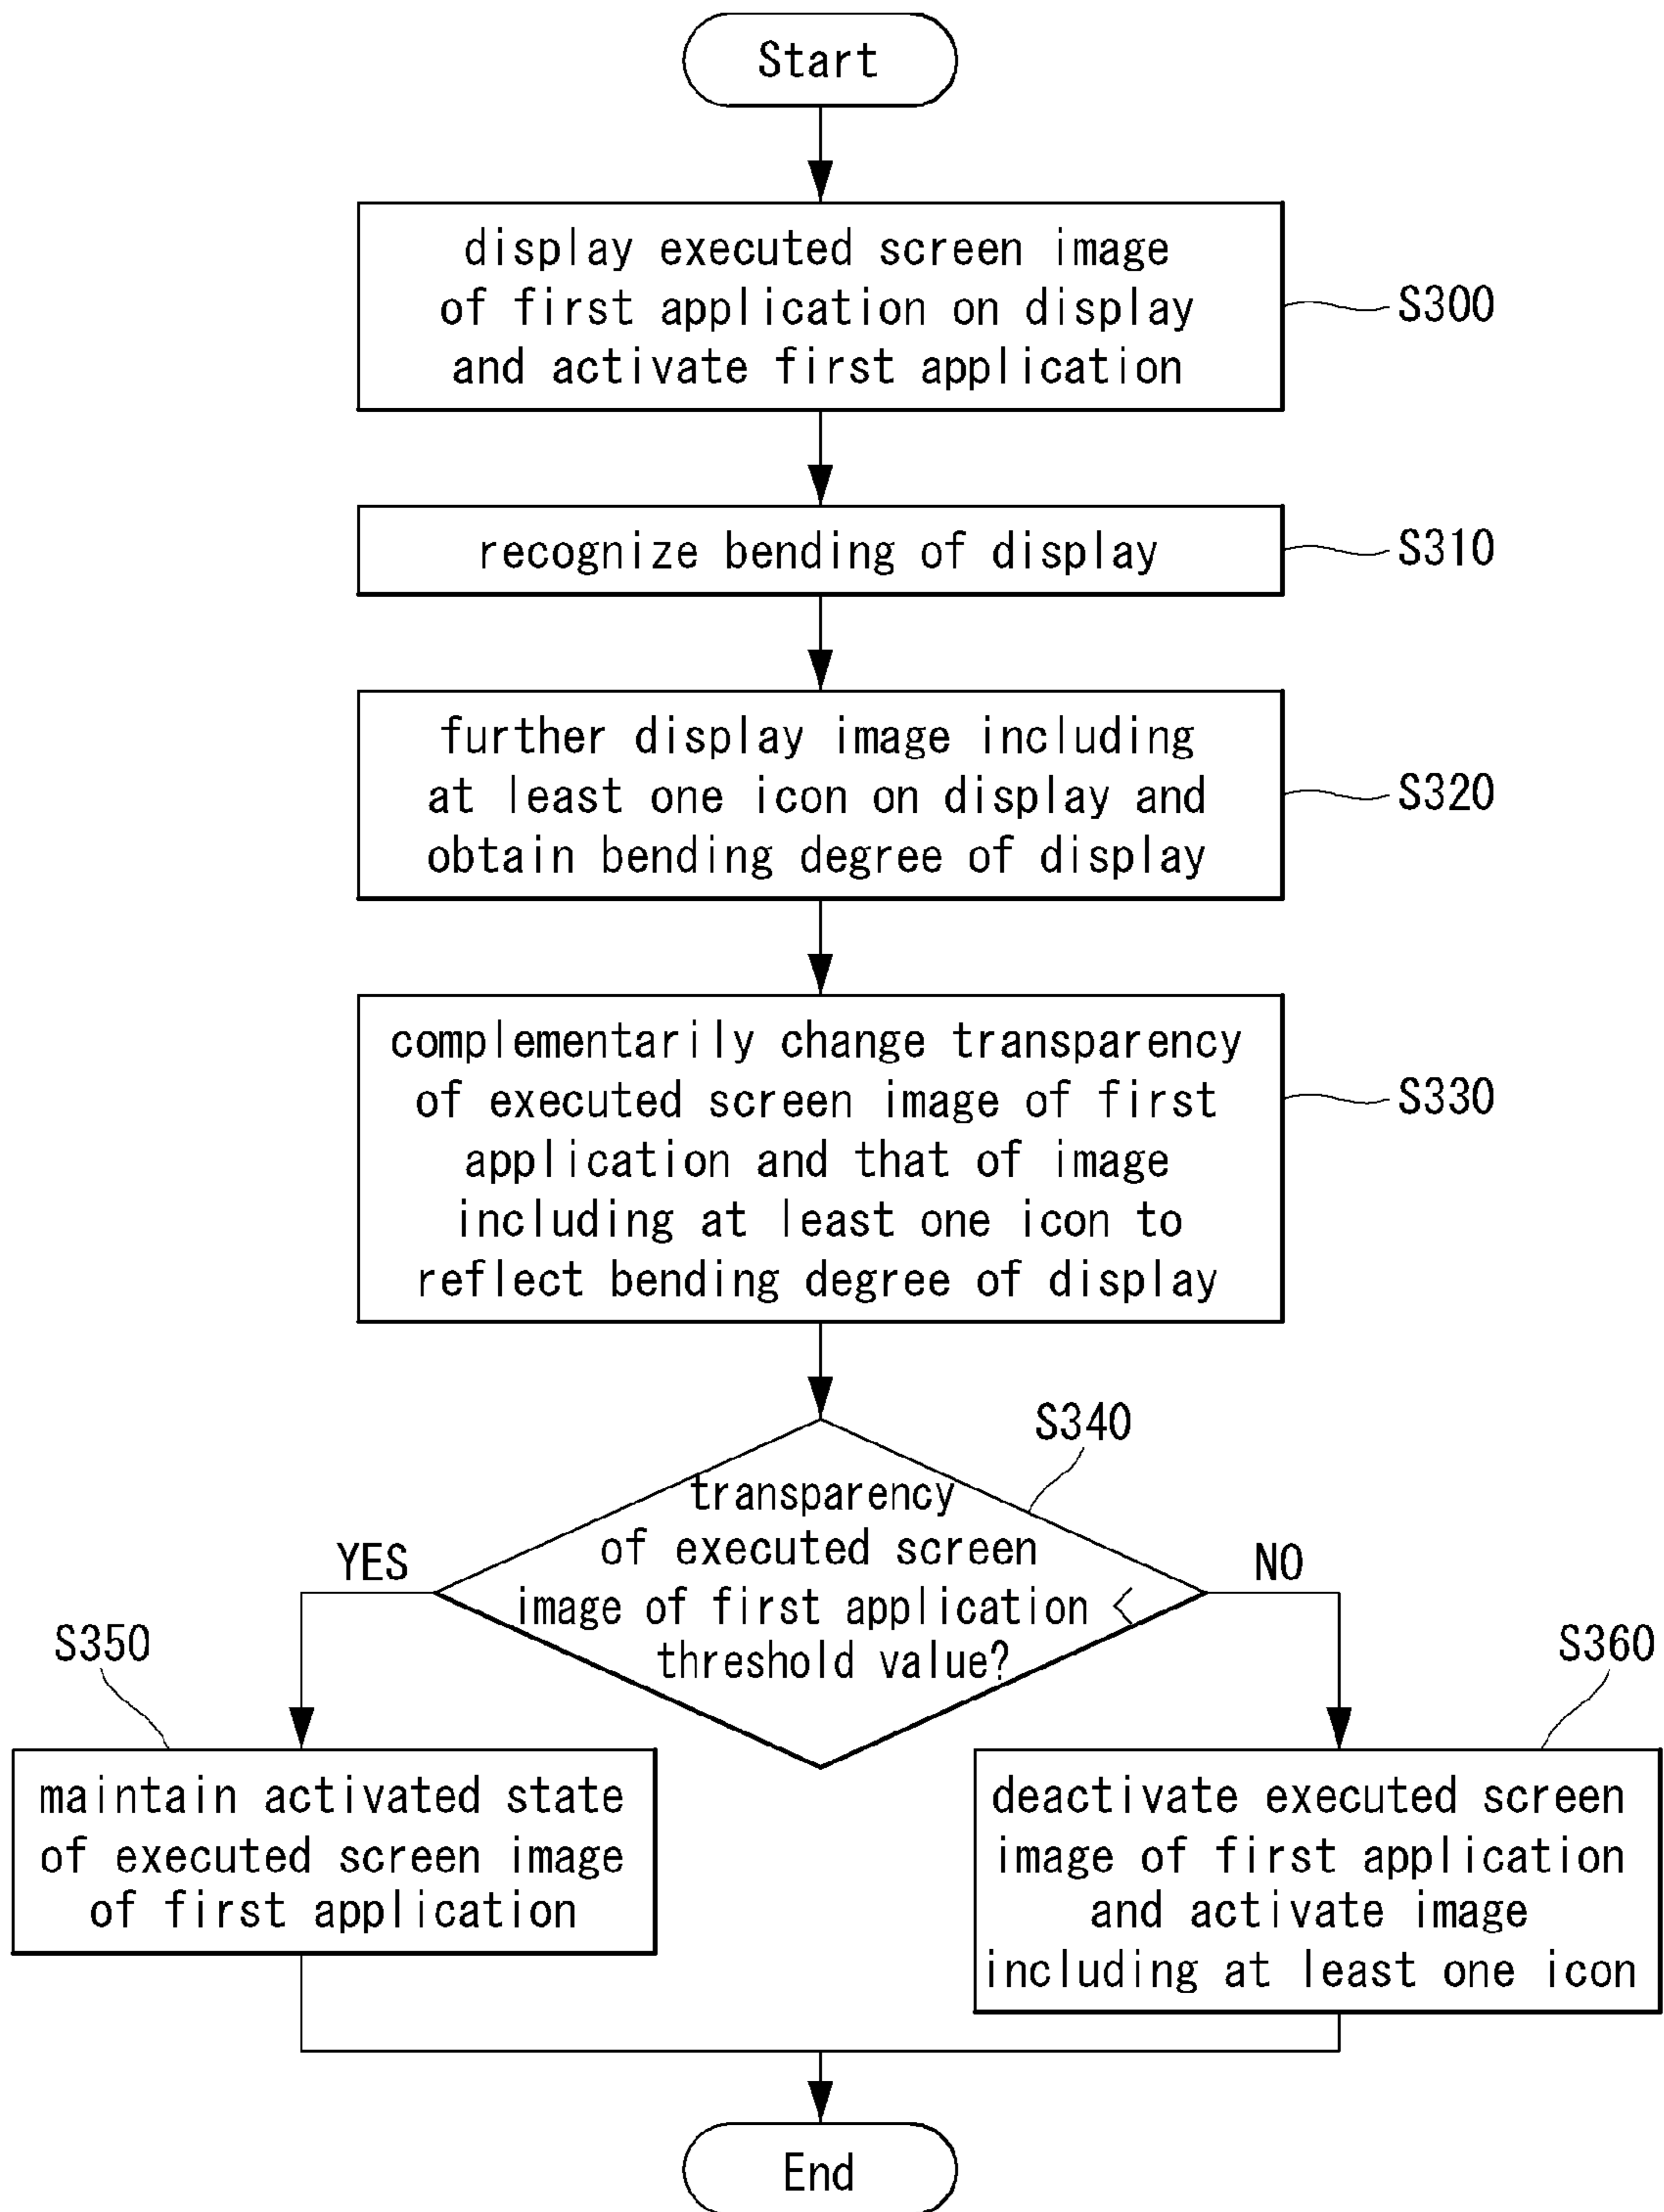 Start
display executed screen image
of first application on display
and activate first application
S300
recognize bending of display
S310
further display image including
at least one icon on display and
obtain bending degree of display
S320
complementarily change transparency
of executed screen image of first
application and that of image
including at least one icon to
reflect bending degree of display
S330
S340
transparency
of executed screen
image of first application <
threshold value?
YES
NO
S350
maintain activated state
of executed screen image
of first application
S360
deactivate executed screen
image of first application
and activate image
including at least one icon
End